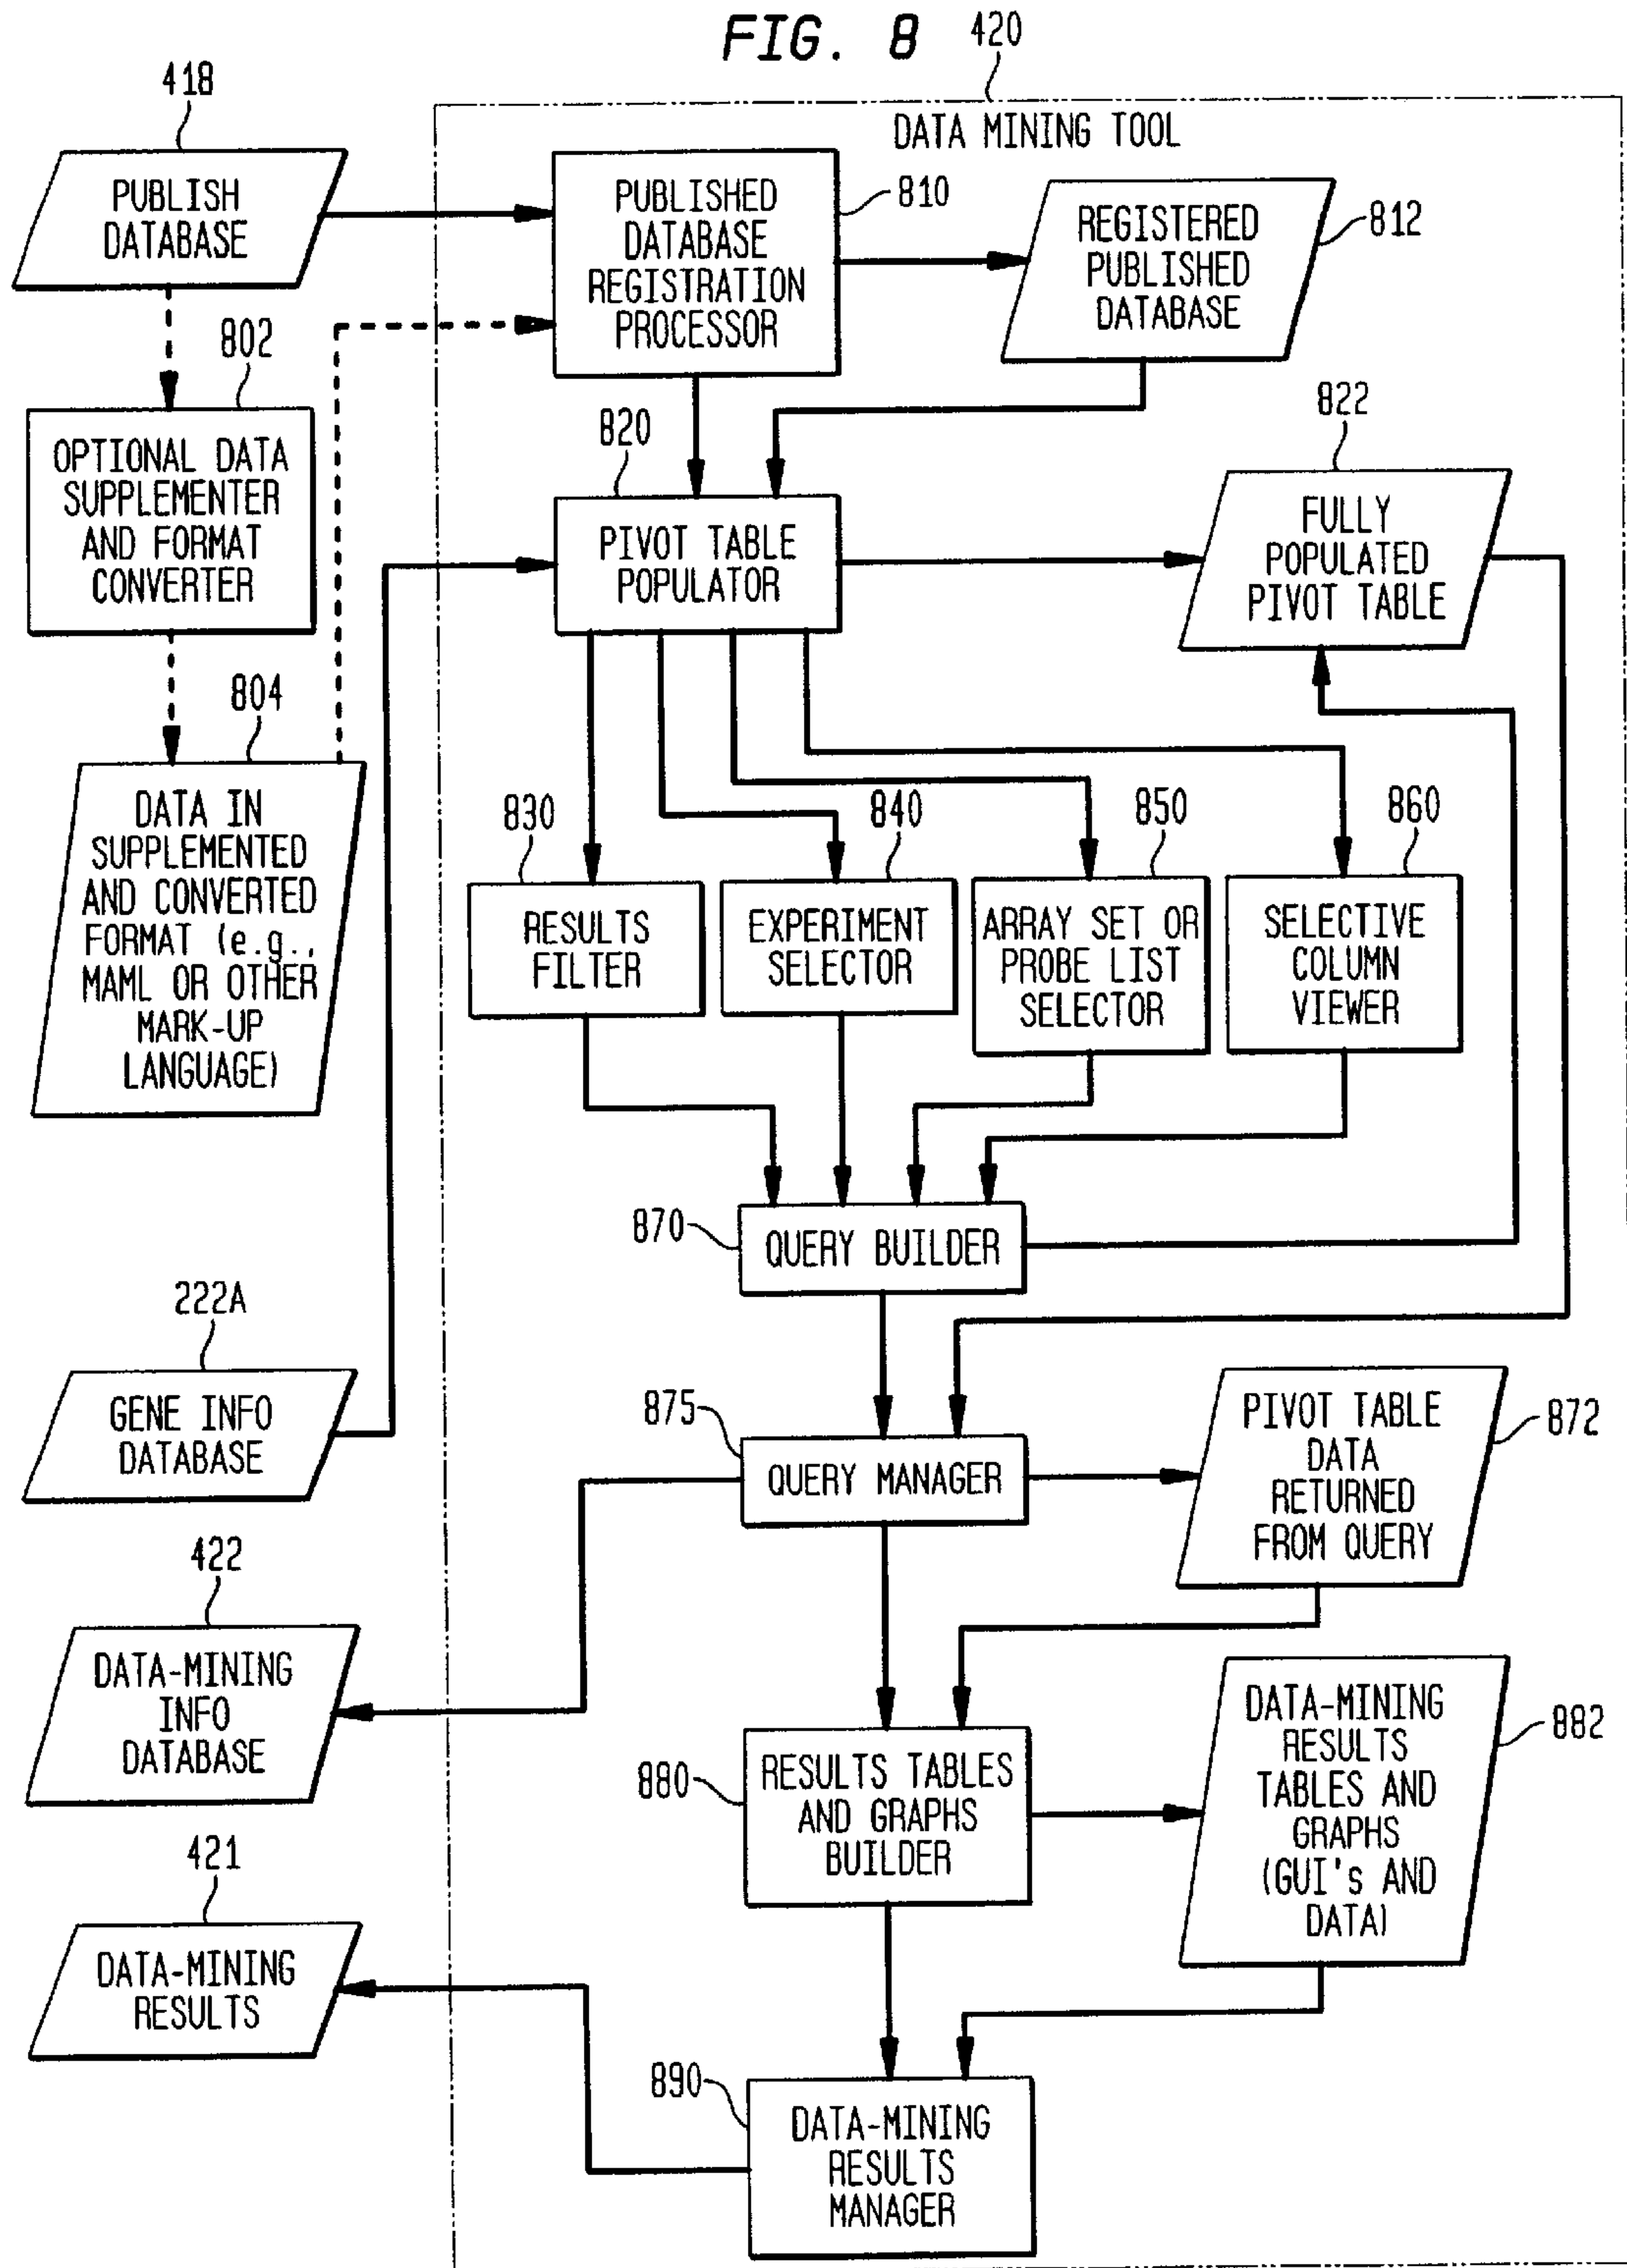 FIG. 8
420
418
DATA MINING TOOL
PUBLISH
DATABASE
PUBLISHED
DATABASE
REGISTRATION
PROCESSOR
810
REGISTERED
PUBLISHED
DATABASE
812
802
OPTIONAL DATA
SUPPLEMENTER
AND FORMAT
CONVERTER
820
PIVOT TABLE
POPULATOR
822
FULLY
POPULATED
PIVOT TABLE
804
DATA IN
SUPPLEMENTED
AND CONVERTED
FORMAT (e.g.,
MAML OR OTHER
MARK-UP
LANGUAGE)
830
RESULTS
FILTER
840
EXPERIMENT
SELECTOR
850
ARRAY SET OR
PROBE LIST
SELECTOR
860
SELECTIVE
COLUMN
VIEWER
870
QUERY BUILDER
222A
GENE INFO
DATABASE
875
QUERY MANAGER
PIVOT TABLE
DATA
RETURNED
FROM QUERY
872
422
DATA-MINING
INFO
DATABASE
880
RESULTS TABLES
AND GRAPHS
BUILDER
DATA-MINING
RESULTS
TABLES AND
GRAPHS
(GUI's AND
DATA)
882
421
DATA-MINING
RESULTS
890
DATA-MINING
RESULTS
MANAGER